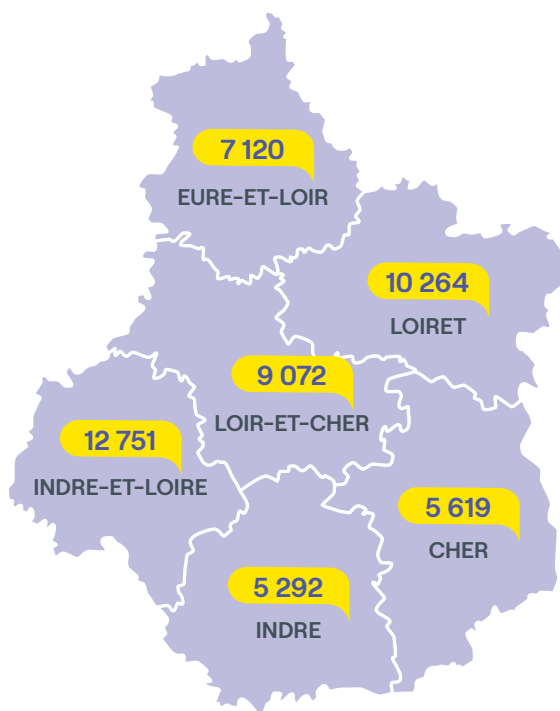 7 120
EURE-ET-LOIR
10 264
LOIRET
9 072
LOIR-ET-CHER
12 751
INDRE-ET-LOIRE
5 619
CHER
5 292
INDRE